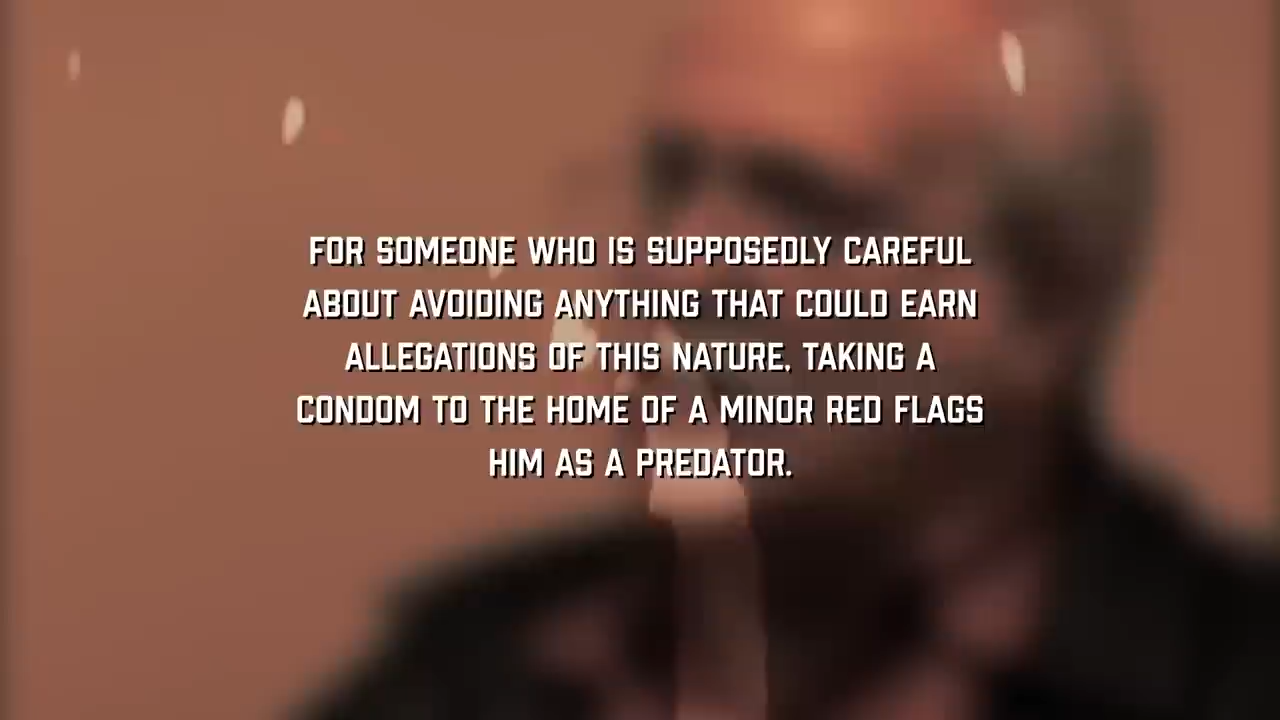 FOR SOMEONE WHO IS SUPPOSEDLY CAREFUL
ABOUT AVOIDING ANYTHING THAT COULD EARN
ALLEGATIONS OF THIS NATURE, TAKING A
CONDOM TO THE HOME OF A MINOR RED FLAGS
HIM AS A PREDATOR.